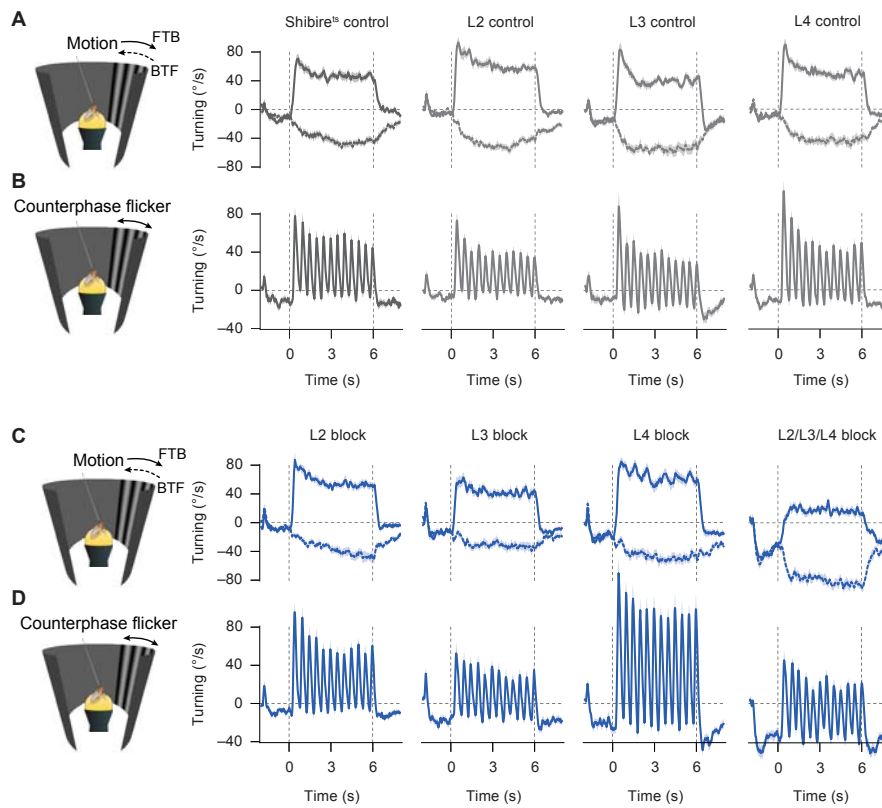 A
Motion FTB
BTF
Shibireᵗˢ control
L2 control
L3 control
L4 control
Turning (°/s)
80
40
0
–40
–80
B
Counterphase flicker
Turning (°/s)
80
40
0
–40
0 3 6
0 3 6
0 3 6
0 3 6
Time (s)
Time (s)
Time (s)
Time (s)
C
Motion FTB
BTF
L2 block
L3 block
L4 block
L2/L3/L4 block
Turning (°/s)
80
40
0
–40
–80
D
Counterphase flicker
Turning (°/s)
80
40
0
–40
0 3 6
0 3 6
0 3 6
0 3 6
Time (s)
Time (s)
Time (s)
Time (s)